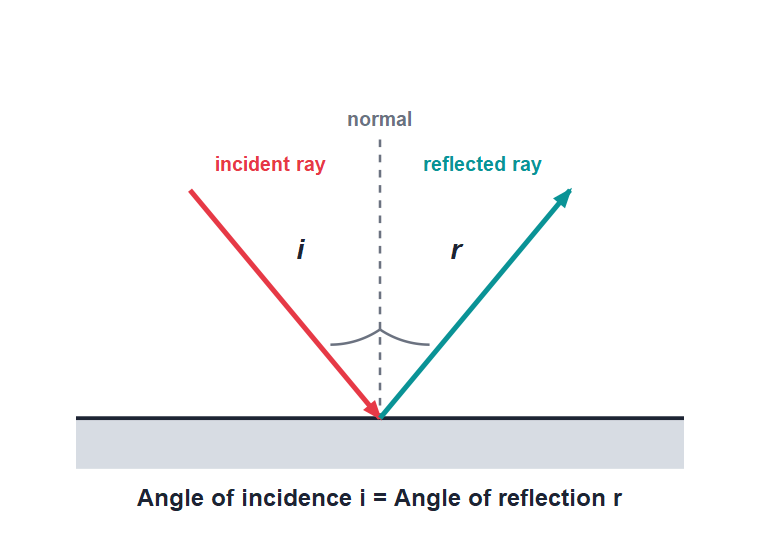 normal
incident ray
reflected ray
i
r
Angle of incidence i = Angle of reflection r